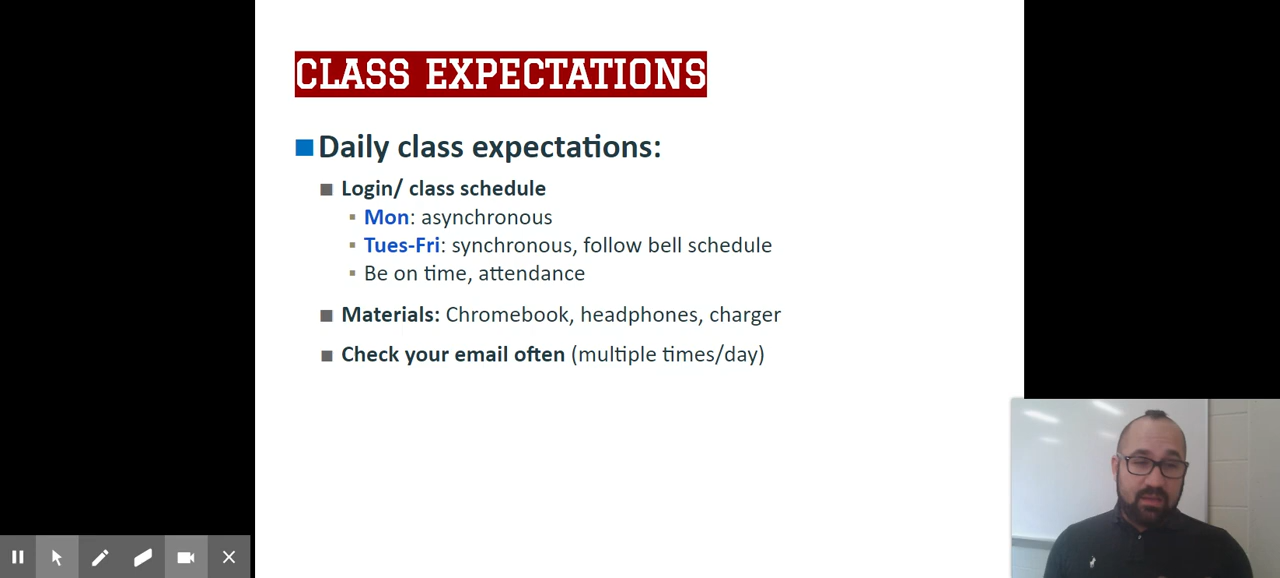 CLASS EXPECTATIONS
Daily class expectations:
Login/ class schedule
Mon: asynchronous
Tues-Fri: synchronous, follow bell schedule
Be on time, attendance
Materials: Chromebook, headphones, charger
Check your email often (multiple times/day)